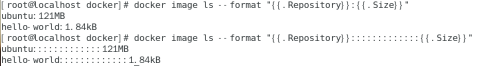 [root@localhost docker]# docker image ls --format "{{.Repository}}:{{.Size}}"
ubuntu:121MB
hello-world:1.84kB
[root@localhost docker]# docker image ls --format "{{.Repository}}:::::::::::::{{.Size}}"
ubuntu:::::::::::::121MB
hello-world:::::::::::::1.84kB